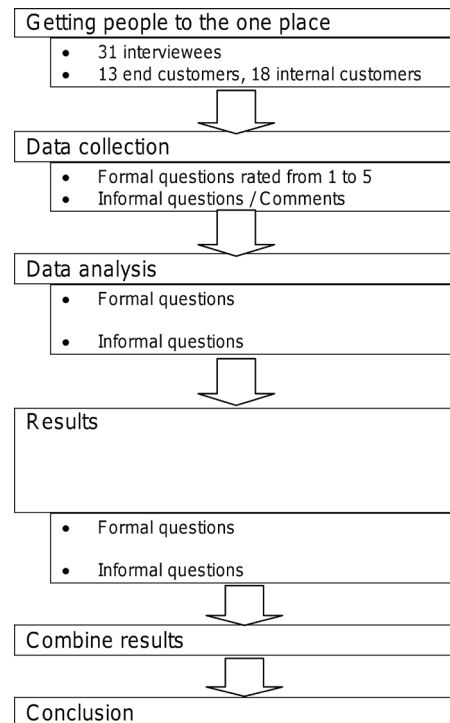 Getting people to the one place
• 31 interviewees
• 13 end customers, 18 internal customers
Data collection
• Formal questions rated from 1 to 5
• Informal questions / Comments
Data analysis
• Formal questions
• Informal questions
Results
• Formal questions
• Informal questions
Combine results
Conclusion